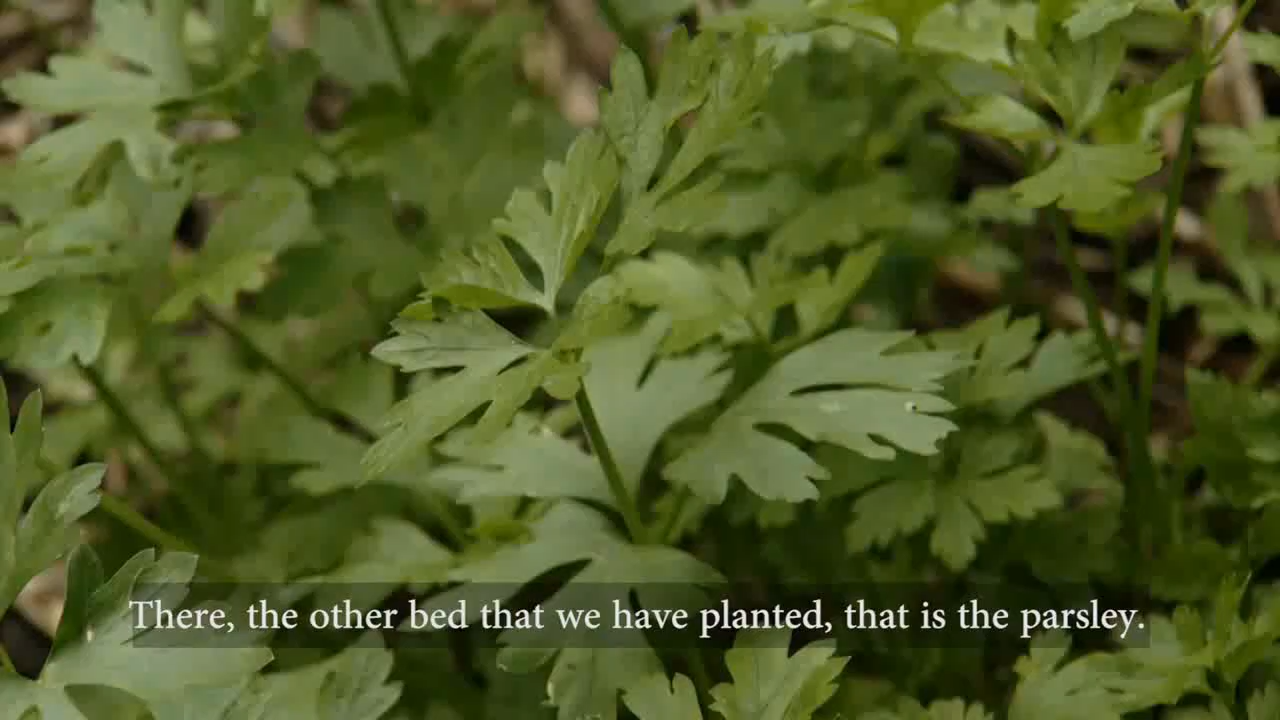 There, the other bed that we have planted, that is the parsley.